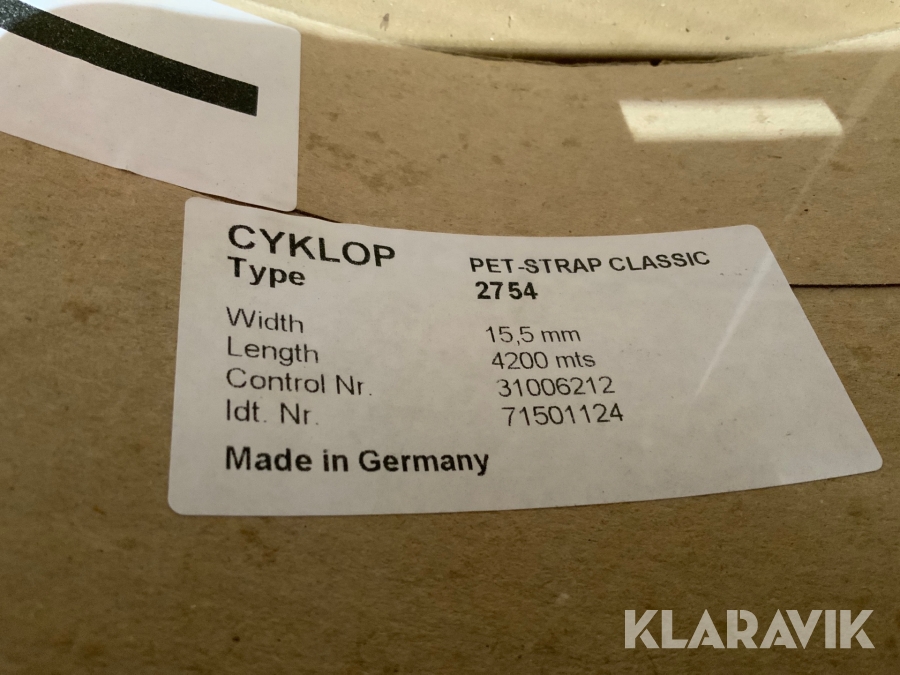 CYKLOP PET-STRAP CLASSIC
Type 2754
Width 15,5 mm
Length 4200 mts
Control Nr. 31006212
Idt. Nr. 71501124
Made in Germany
KLARAVIK